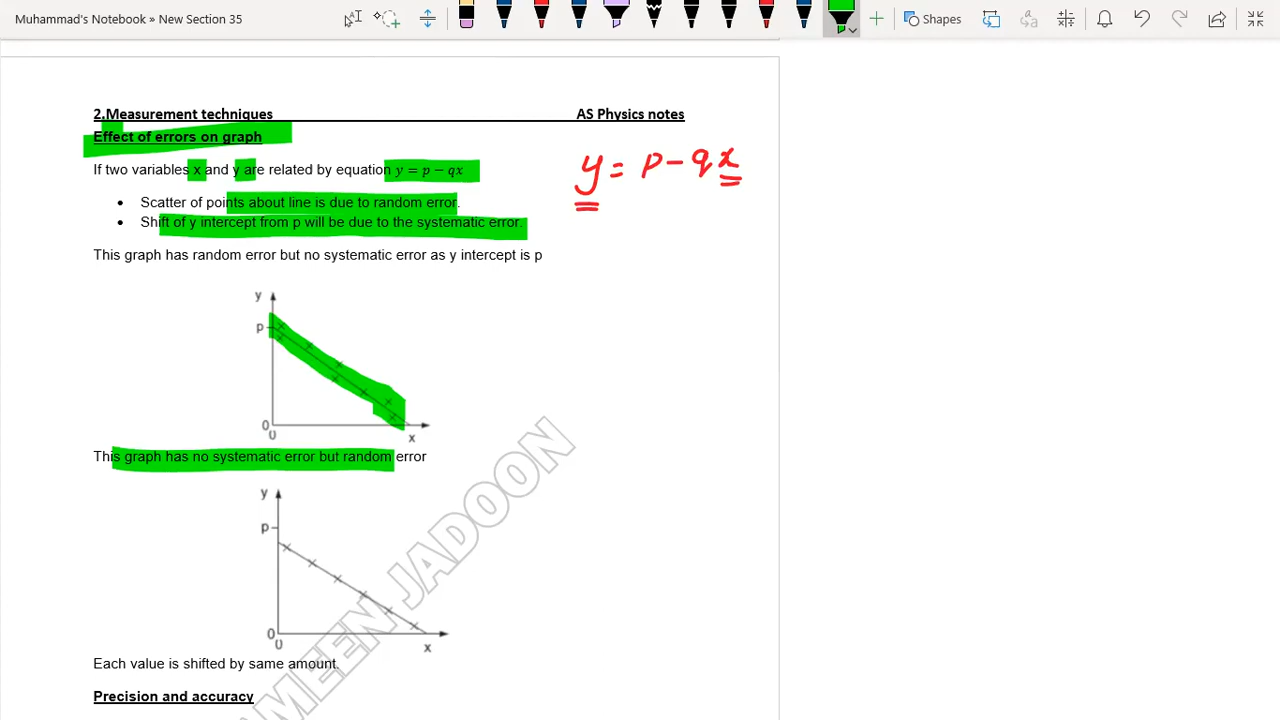 Muhammad's Notebook » New Section 35
Shapes
2.Measurement techniques AS Physics notes
Effect of errors on graph
If two variables x and y are related by equation y = p − qx
y = p − qx
• Scatter of points about line is due to random error.
• Shift of y intercept from p will be due to the systematic error.
This graph has random error but no systematic error as y intercept is p
y
p
0
0
x
This graph has no systematic error but random error
y
p
0
0
x
Each value is shifted by same amount.
Precision and accuracy
AMEEN JADOON